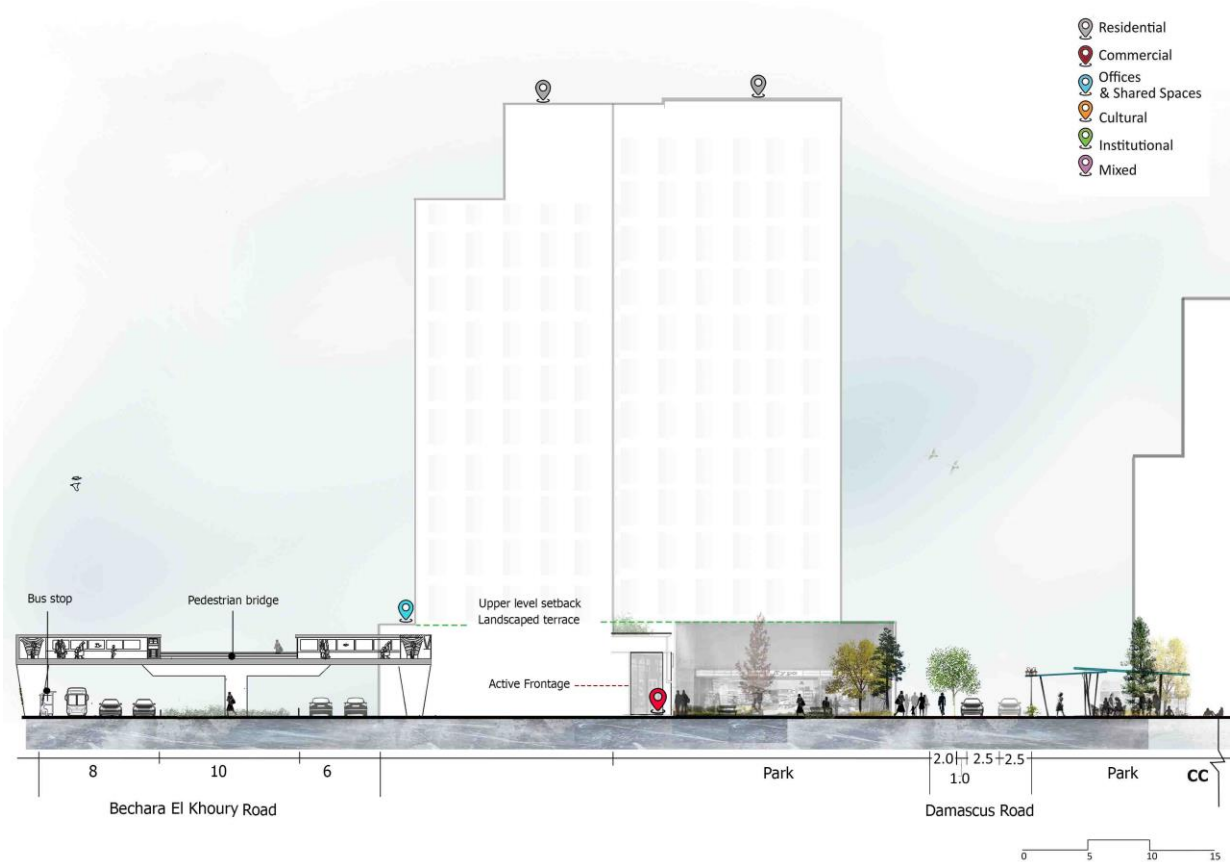 Residential
Commercial
Offices
& Shared Spaces
Cultural
Institutional
Mixed
Bus stop
Pedestrian bridge
Upper level setback
Landscaped terrace
Active Frontage
8
10
6
Park
2.0
1.0
2.5
2.5
Park
CC
Bechara El Khoury Road
Damascus Road
0
5
10
15